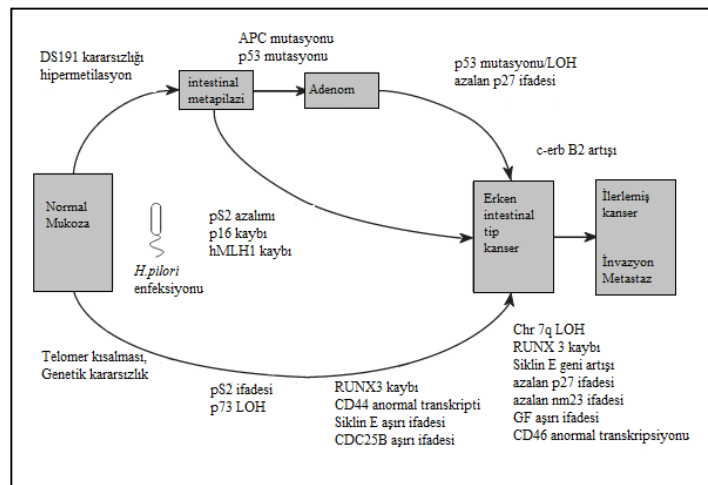 DS191 kararsızlığı
hipermetilasyon
APC mutasyonu
p53 mutasyonu
intestinal
metapilazi
Adenom
p53 mutasyonu/LOH
azalan p27 ifadesi
c-erb B2 artışı
Normal
Mukoza
H.pilori
enfeksiyonu
pS2 azalımı
p16 kaybı
hMLH1 kaybı
Erken
intestinal
tip
kanser
İlerlemiş
kanser
İnvazyon
Metastaz
Telomer kısalması,
Genetik kararsızlık
pS2 ifadesi
p73 LOH
RUNX3 kaybı
CD44 anormal transkripti
Siklin E aşırı ifadesi
CDC25B aşırı ifadesi
Chr 7q LOH
RUNX 3 kaybı
Siklin E geni artışı
azalan p27 ifadesi
azalan nm23 ifadesi
GF aşırı ifadesi
CD46 anormal transkripsiyonu